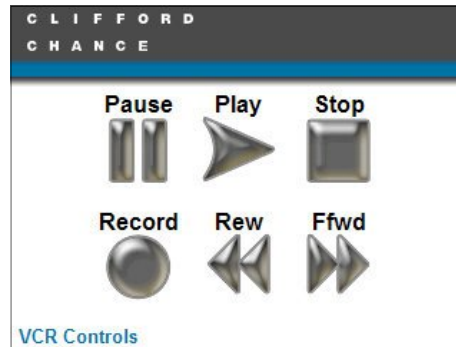 CLIFFORD
CHANCE
Pause Play Stop
Record Rew Ffwd
VCR Controls